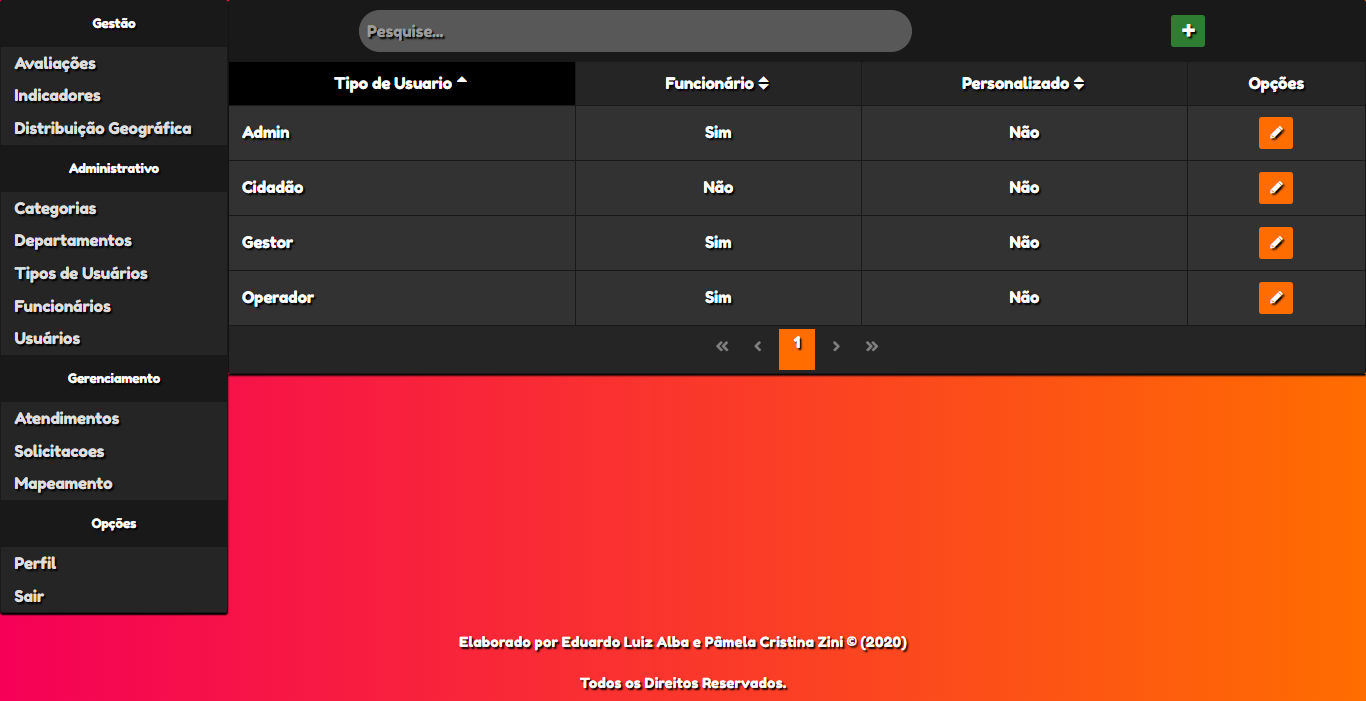 Gestão
Avaliações
Indicadores
Distribuição Geográfica
Administrativo
Categorias
Departamentos
Tipos de Usuários
Funcionários
Usuários
Gerenciamento
Atendimentos
Solicitacoes
Mapeamento
Opções
Perfil
Sair
Pesquise...
Tipo de Usuario Funcionário Personalizado Opções
Admin Sim Não
Cidadão Não Não
Gestor Sim Não
Operador Sim Não
« ‹ 1 › »
Elaborado por Eduardo Luiz Alba e Pâmela Cristina Zini © (2020)
Todos os Direitos Reservados.